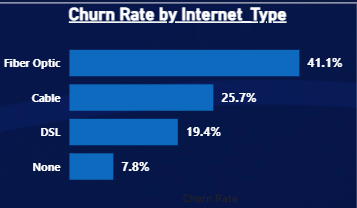 Churn Rate by Internet Type
Fiber Optic 41.1%
Cable 25.7%
DSL 19.4%
None 7.8%
Churn Rate